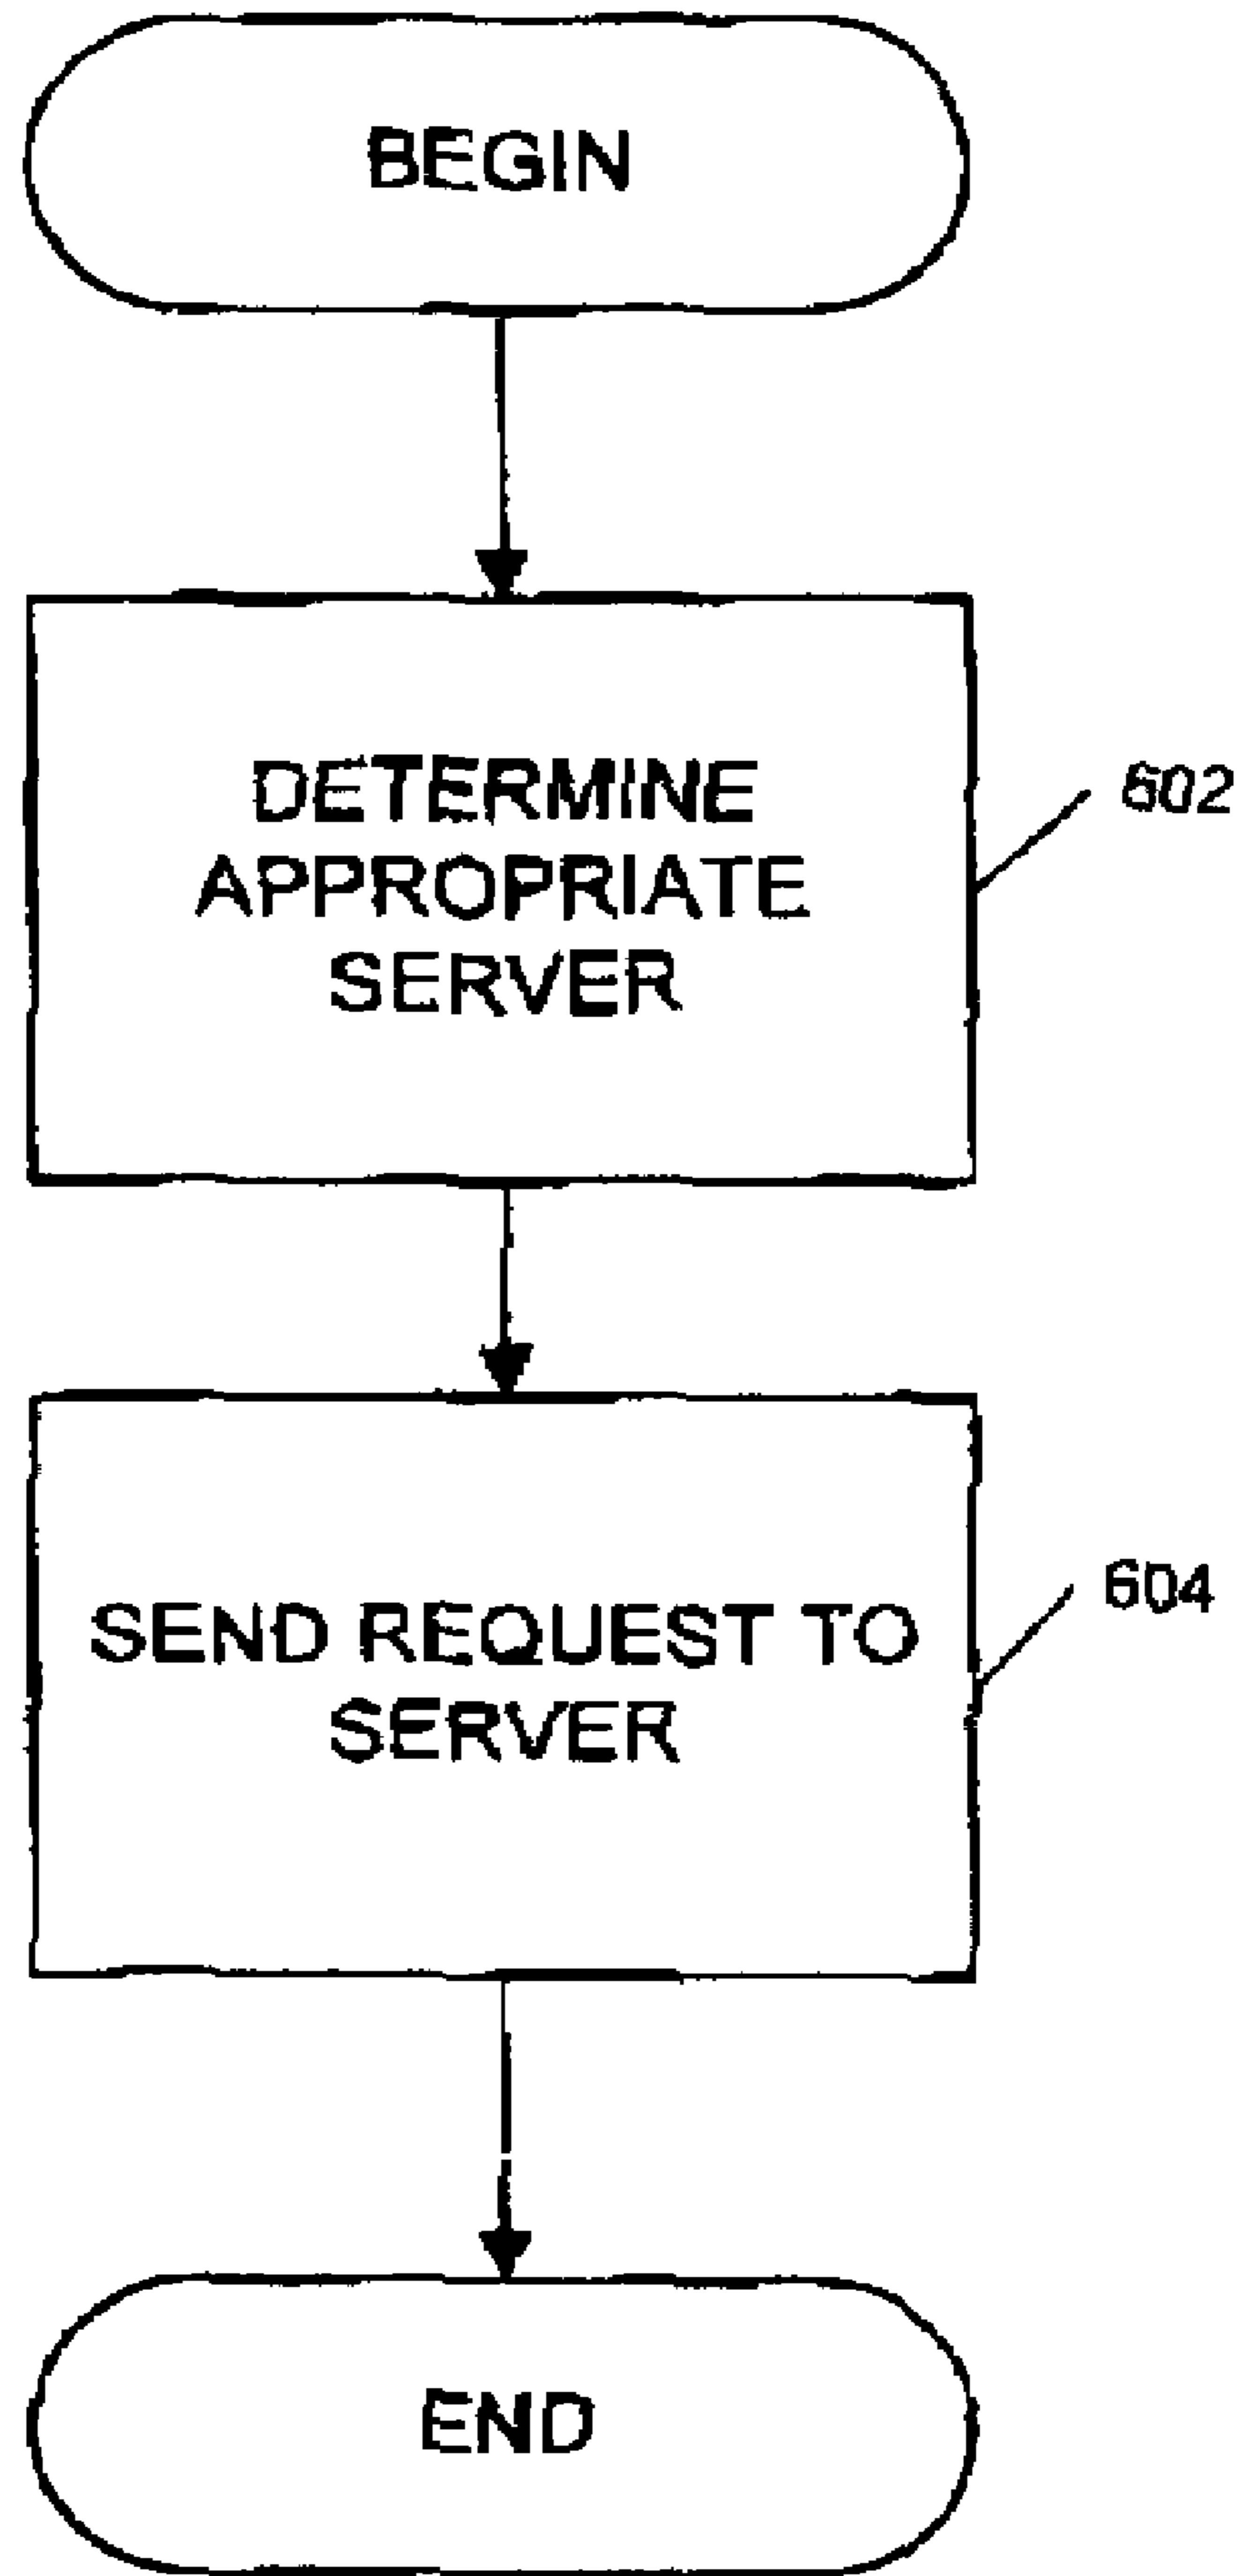 BEGIN
DETERMINE
APPROPRIATE
SERVER
602
SEND REQUEST TO
SERVER
604
END